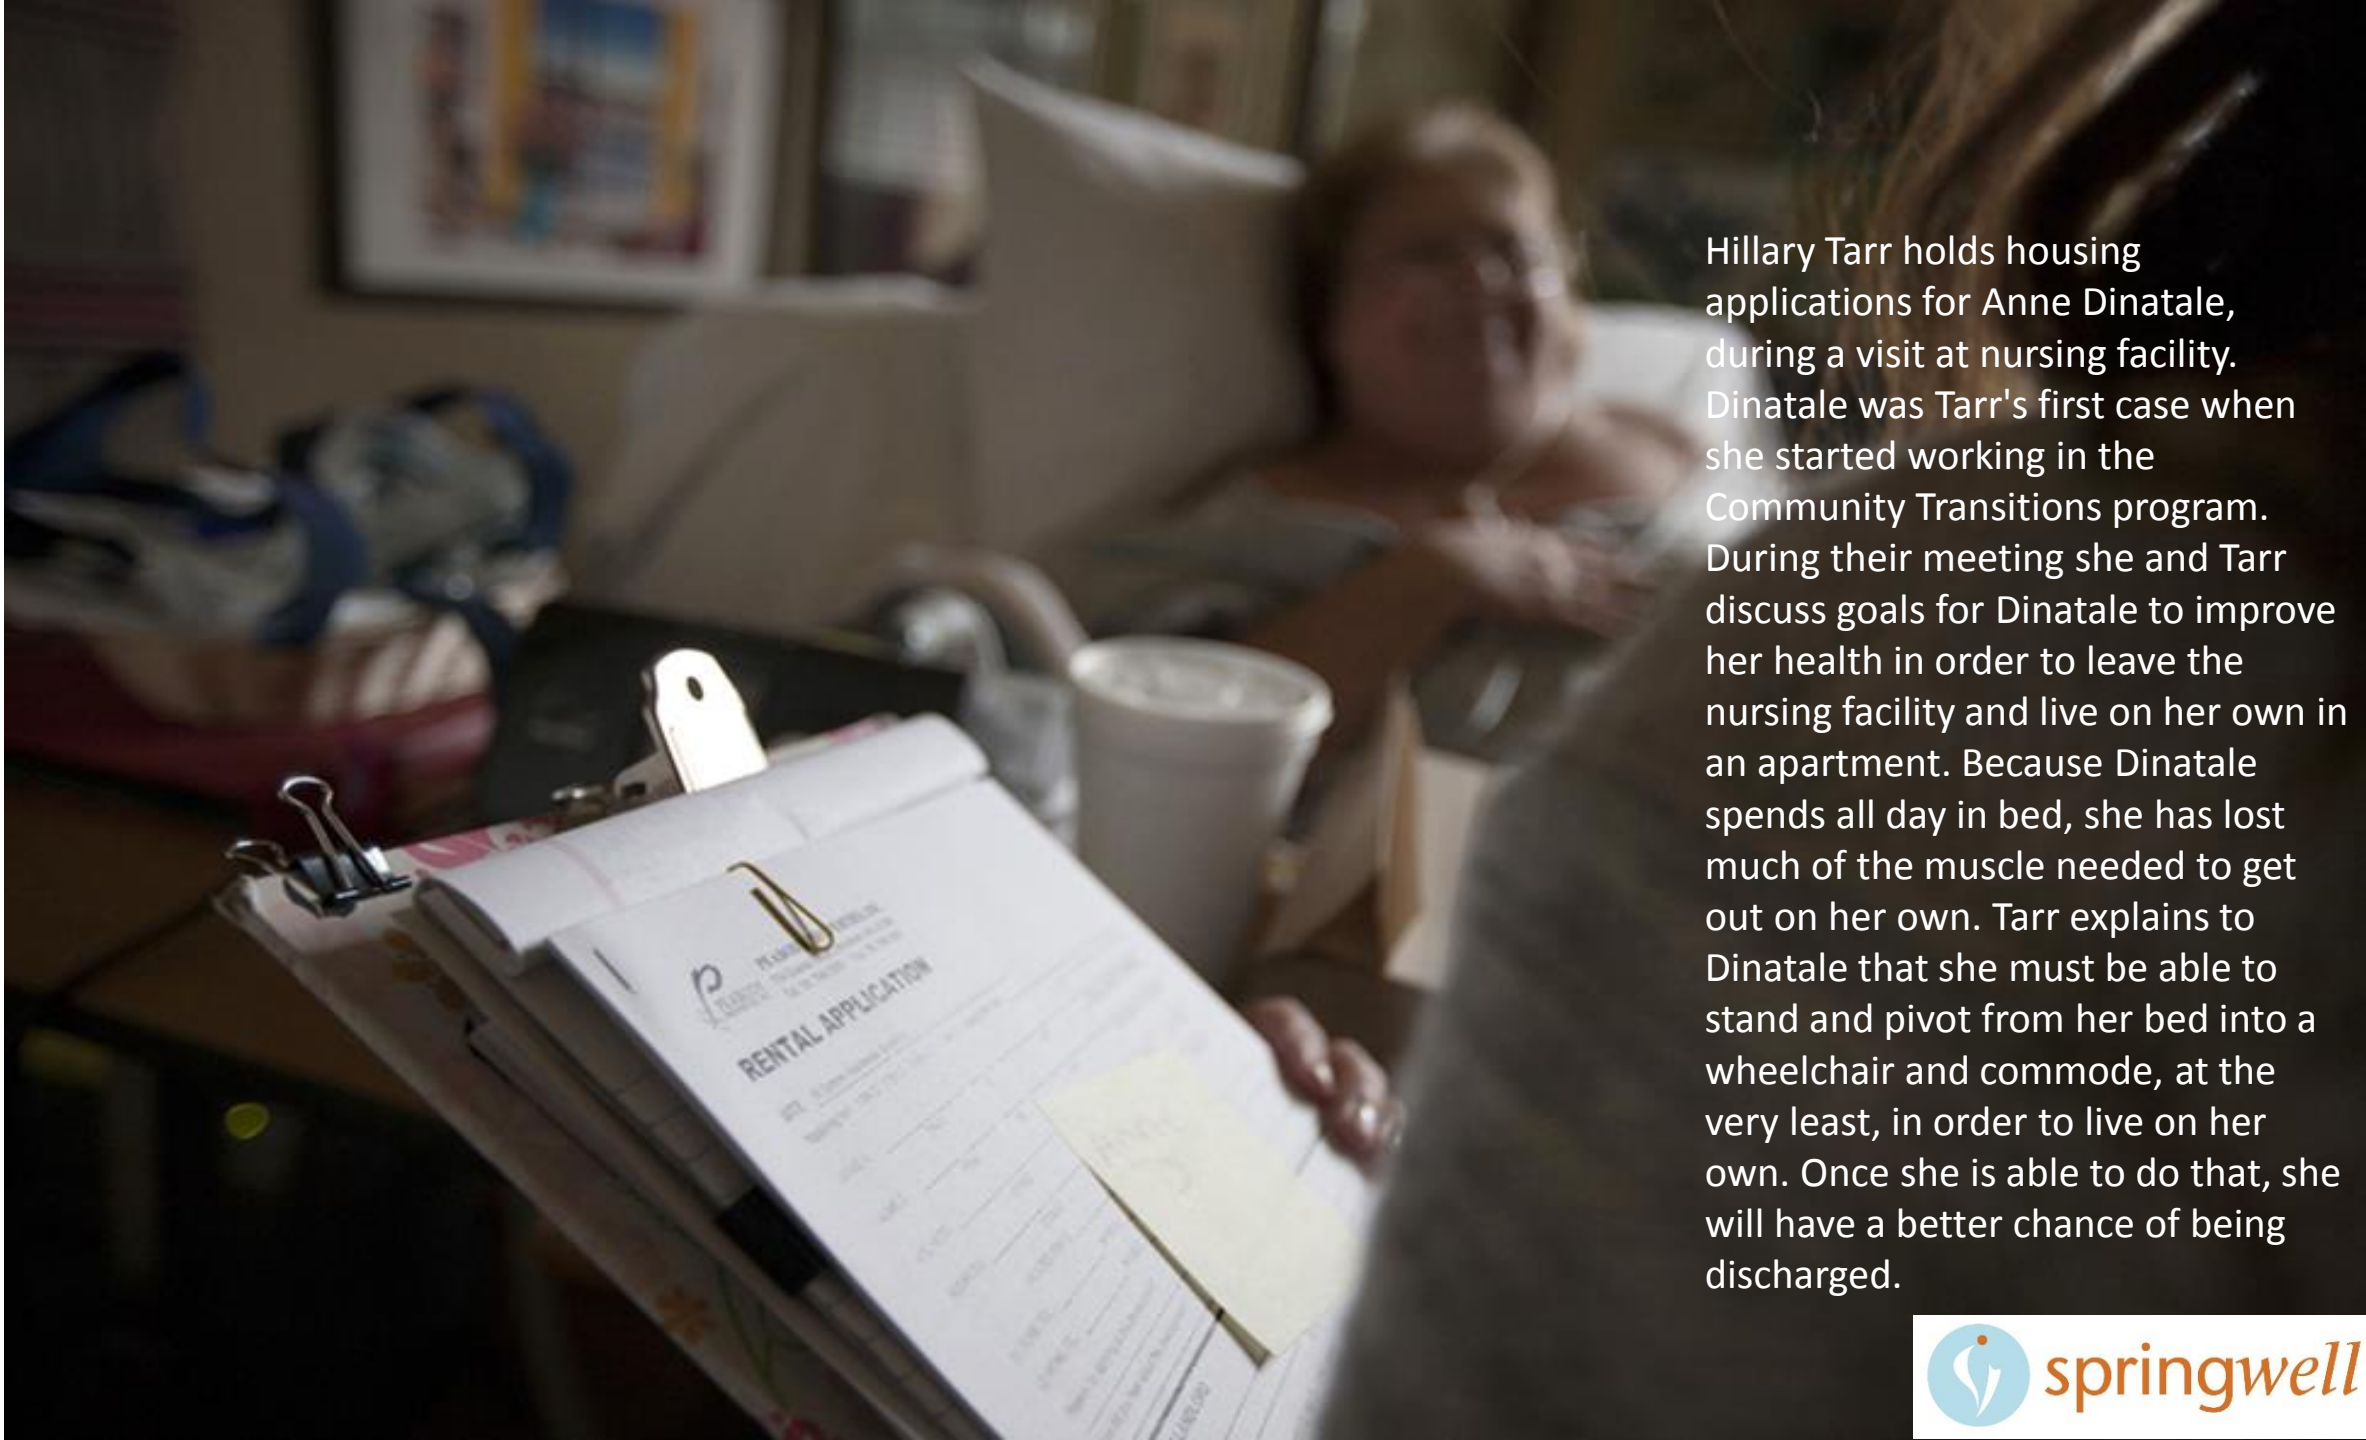 Hillary Tarr holds housing
applications for Anne Dinatale,
during a visit at nursing facility.
Dinatale was Tarr's first case when
she started working in the
Community Transitions program.
During their meeting she and Tarr
discuss goals for Dinatale to improve
her health in order to leave the
nursing facility and live on her own in
an apartment. Because Dinatale
spends all day in bed, she has lost
much of the muscle needed to get
out on her own. Tarr explains to
Dinatale that she must be able to
stand and pivot from her bed into a
wheelchair and commode, at the
very least, in order to live on her
own. Once she is able to do that, she
will have a better chance of being
discharged.
RENTAL APPLICATION
springwell